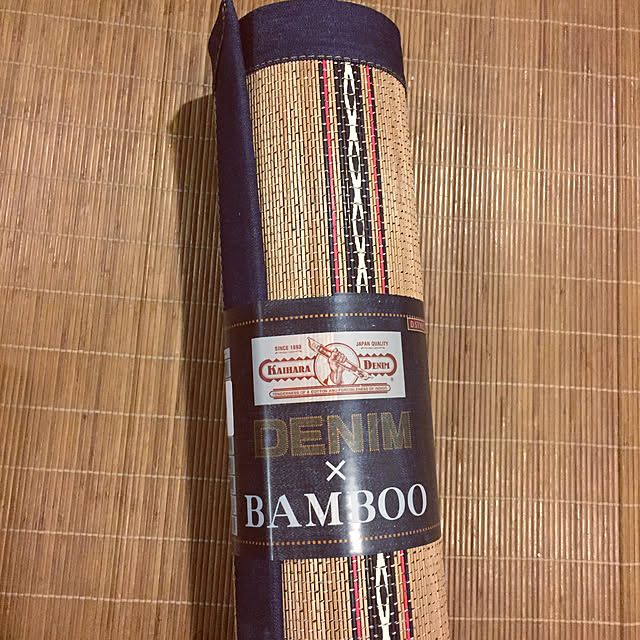 SINCE 1893
JAPAN QUALITY
KAIHARA DENIM
DENIM
×
BAMBOO